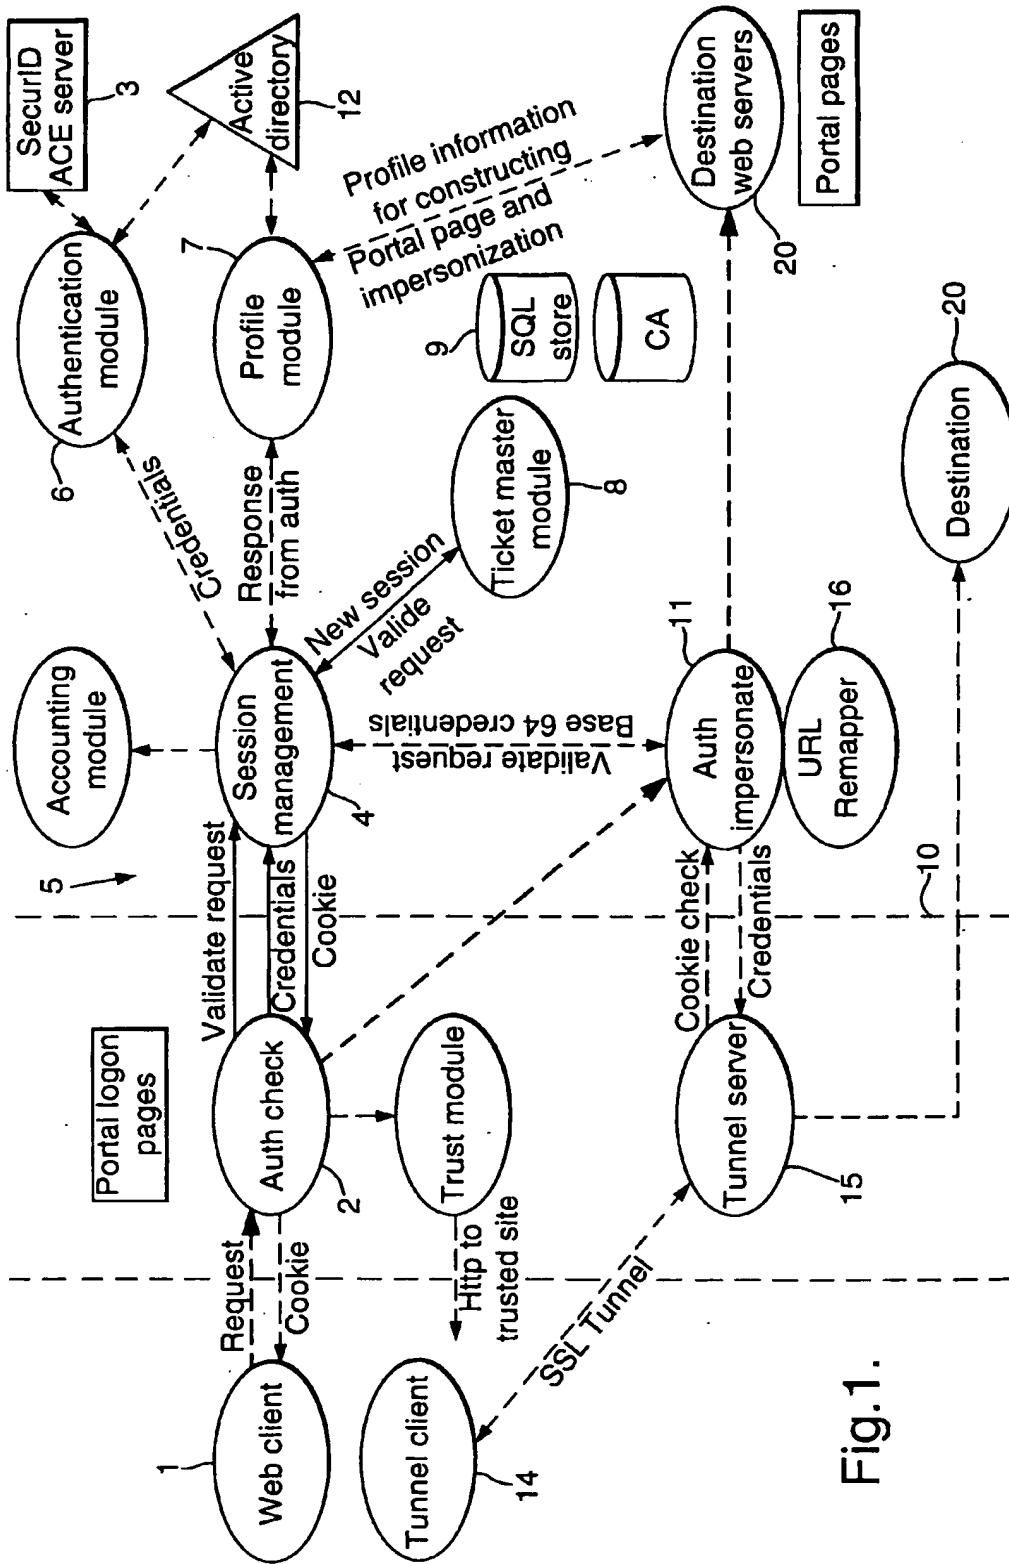 SecurID
ACE server
3
Active
directory
12
Authentication
module
6
7
Profile
module
Profile information
for constructing
Portal page and
impersonization
Destination
web servers
20
Portal pages
9
SQL
store
CA
Credentials
Response
from auth
New session
Valide
request
Ticket master
module
8
Destination
20
Accounting
module
5
Session
management
4
Validate request
Credentials
Cookie
Validate request
Base 64 credentials
11
Auth
impersonate
16
URL
Remapper
10
Cookie check
Credentials
Portal logon
pages
Auth check
2
Trust module
Http to
trusted site
Tunnel server
15
Request
Cookie
SSL Tunnel
1
Web client
Tunnel client
14
Fig.1.